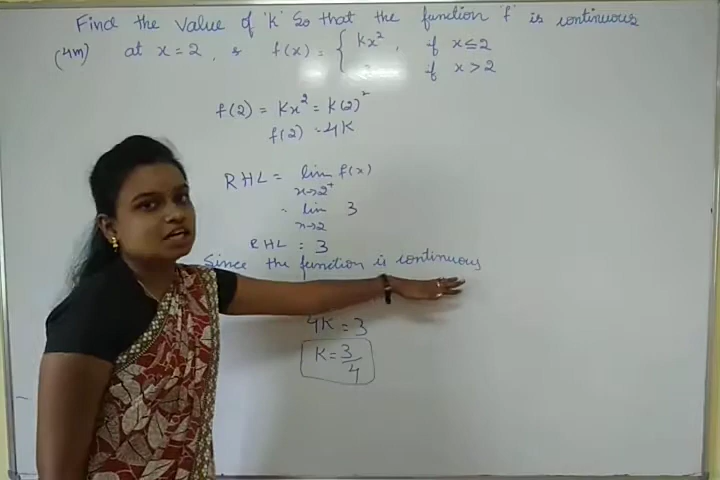 Find the value of 'K' so that the function 'f' is continuous
(4m) at x = 2, & f(x) = { Kx², if x ≤ 2
if x > 2
f(2) = Kx² = K(2)²
f(2) = 4K
RHL = lim f(x)
x→2⁺
= lim 3
x→2
RHL = 3
Since the function is continuous
4K = 3
K = 3/4